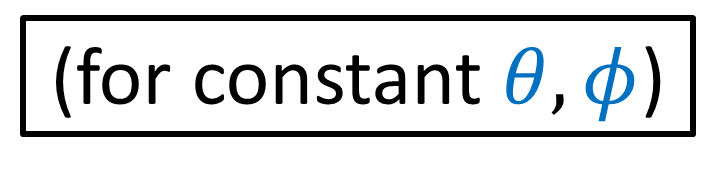 (for constant θ, ϕ)